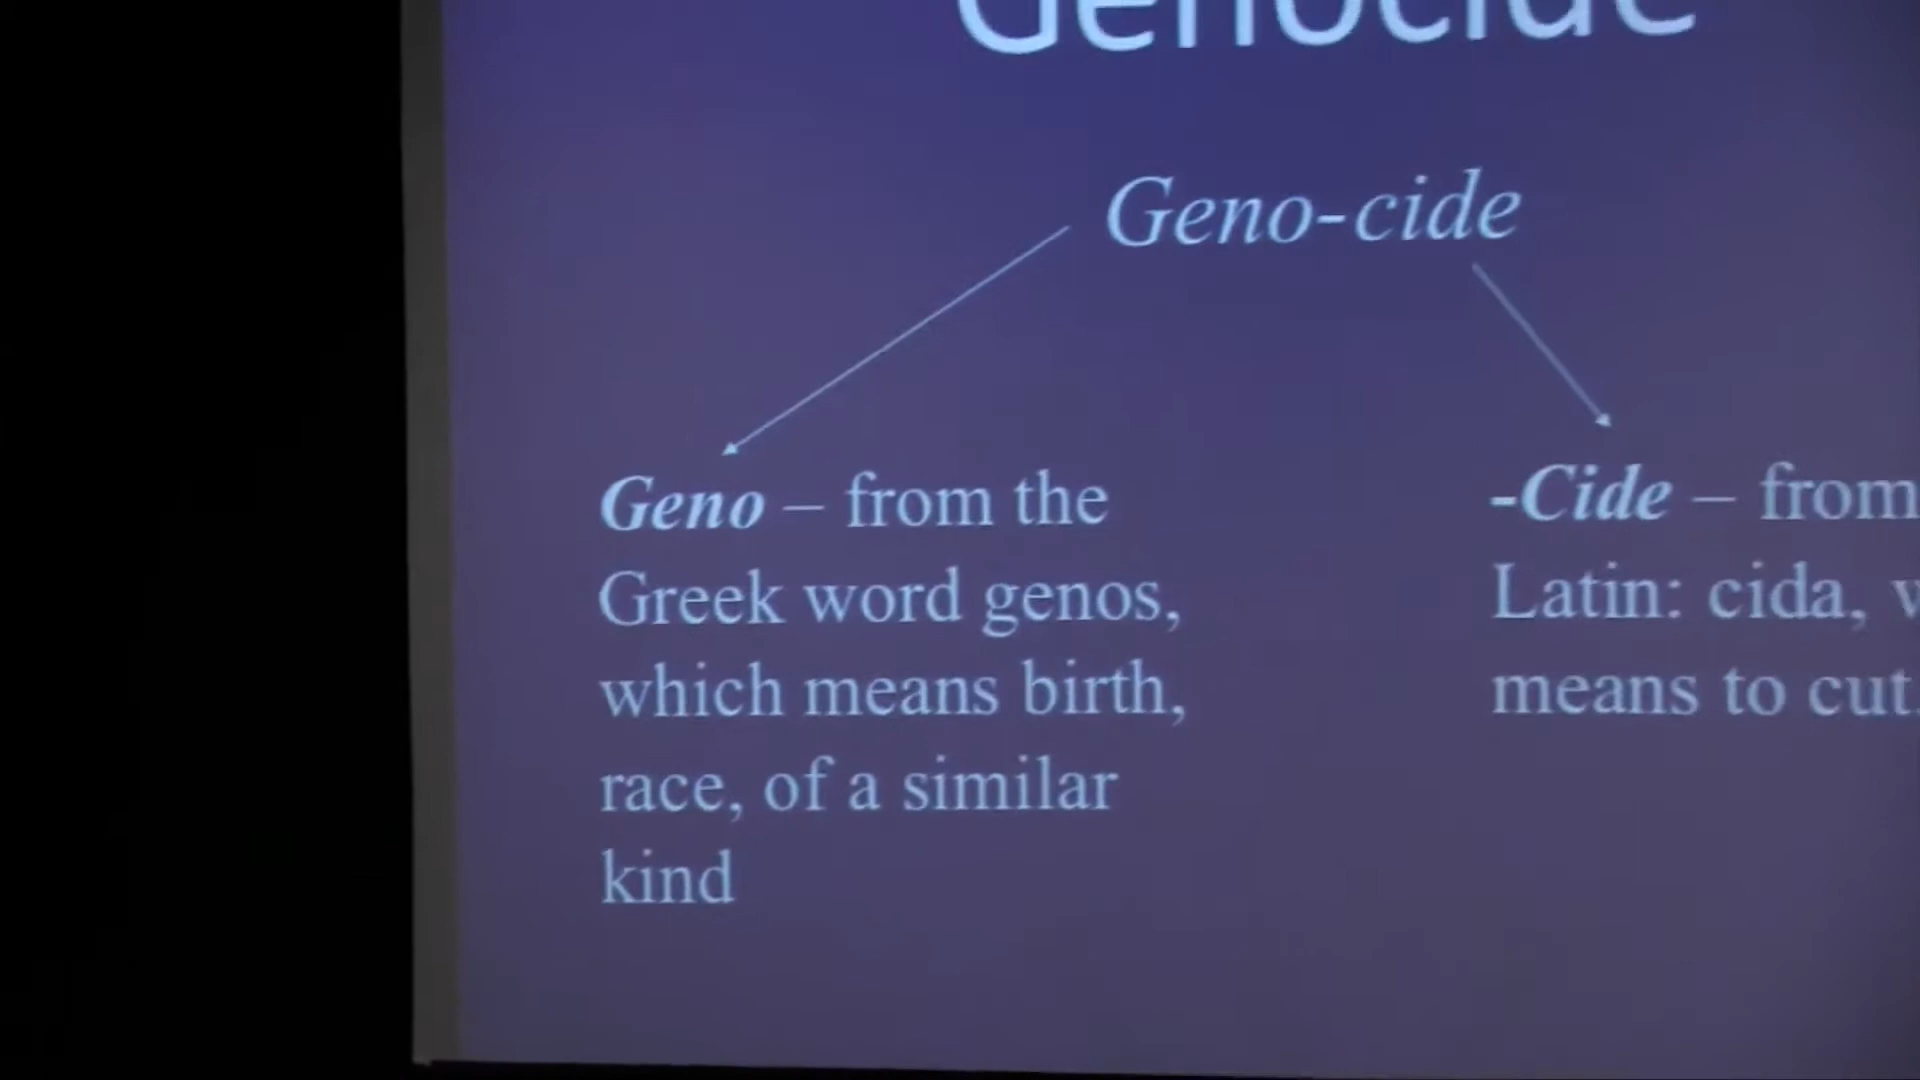 Genocide
Geno-cide
Geno – from the
Greek word genos,
which means birth,
race, of a similar
kind
-Cide – from
Latin: cida,
means to cut.